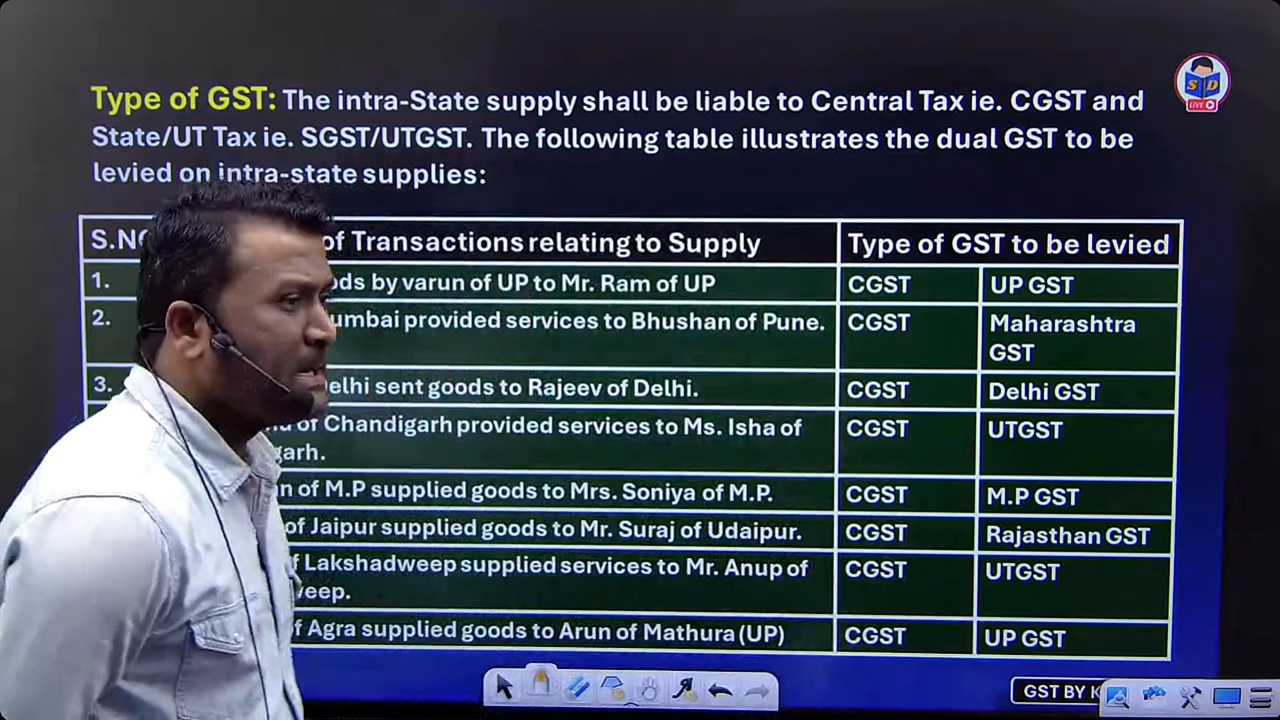 Type of GST: The intra-State supply shall be liable to Central Tax ie. CGST and
State/UT Tax ie. SGST/UTGST. The following table illustrates the dual GST to be
levied on intra-state supplies:
S.NO of Transactions relating to Supply Type of GST to be levied
1. by varun of UP to Mr. Ram of UP CGST UP GST
2. provided services to Bhushan of Pune. CGST Maharashtra
GST
3. sent goods to Rajeev of Delhi. CGST Delhi GST
of Chandigarh provided services to Ms. Isha of CGST UTGST
of M.P supplied goods to Mrs. Soniya of M.P. CGST M.P GST
of Jaipur supplied goods to Mr. Suraj of Udaipur. CGST Rajasthan GST
Lakshadweep supplied services to Mr. Anup of CGST UTGST
Agra supplied goods to Arun of Mathura (UP) CGST UP GST
GST BY
S D
LIVE